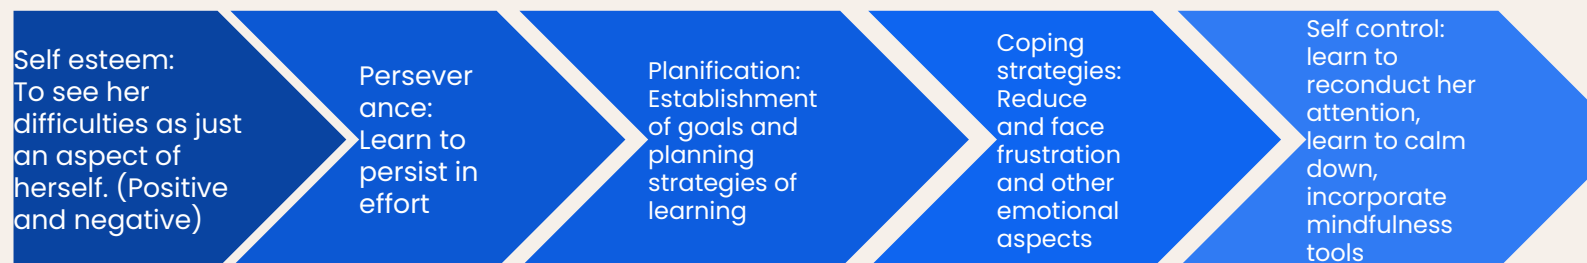 Self esteem:
To see her
difficulties as just
an aspect of
herself. (Positive
and negative)
Persever
ance:
Learn to
persist in
effort
Planification:
Establishment
of goals and
planning
strategies of
learning
Coping
strategies:
Reduce
and face
frustration
and other
emotional
aspects
Self control:
learn to
reconduct her
attention,
learn to calm
down,
incorporate
mindfulness
tools